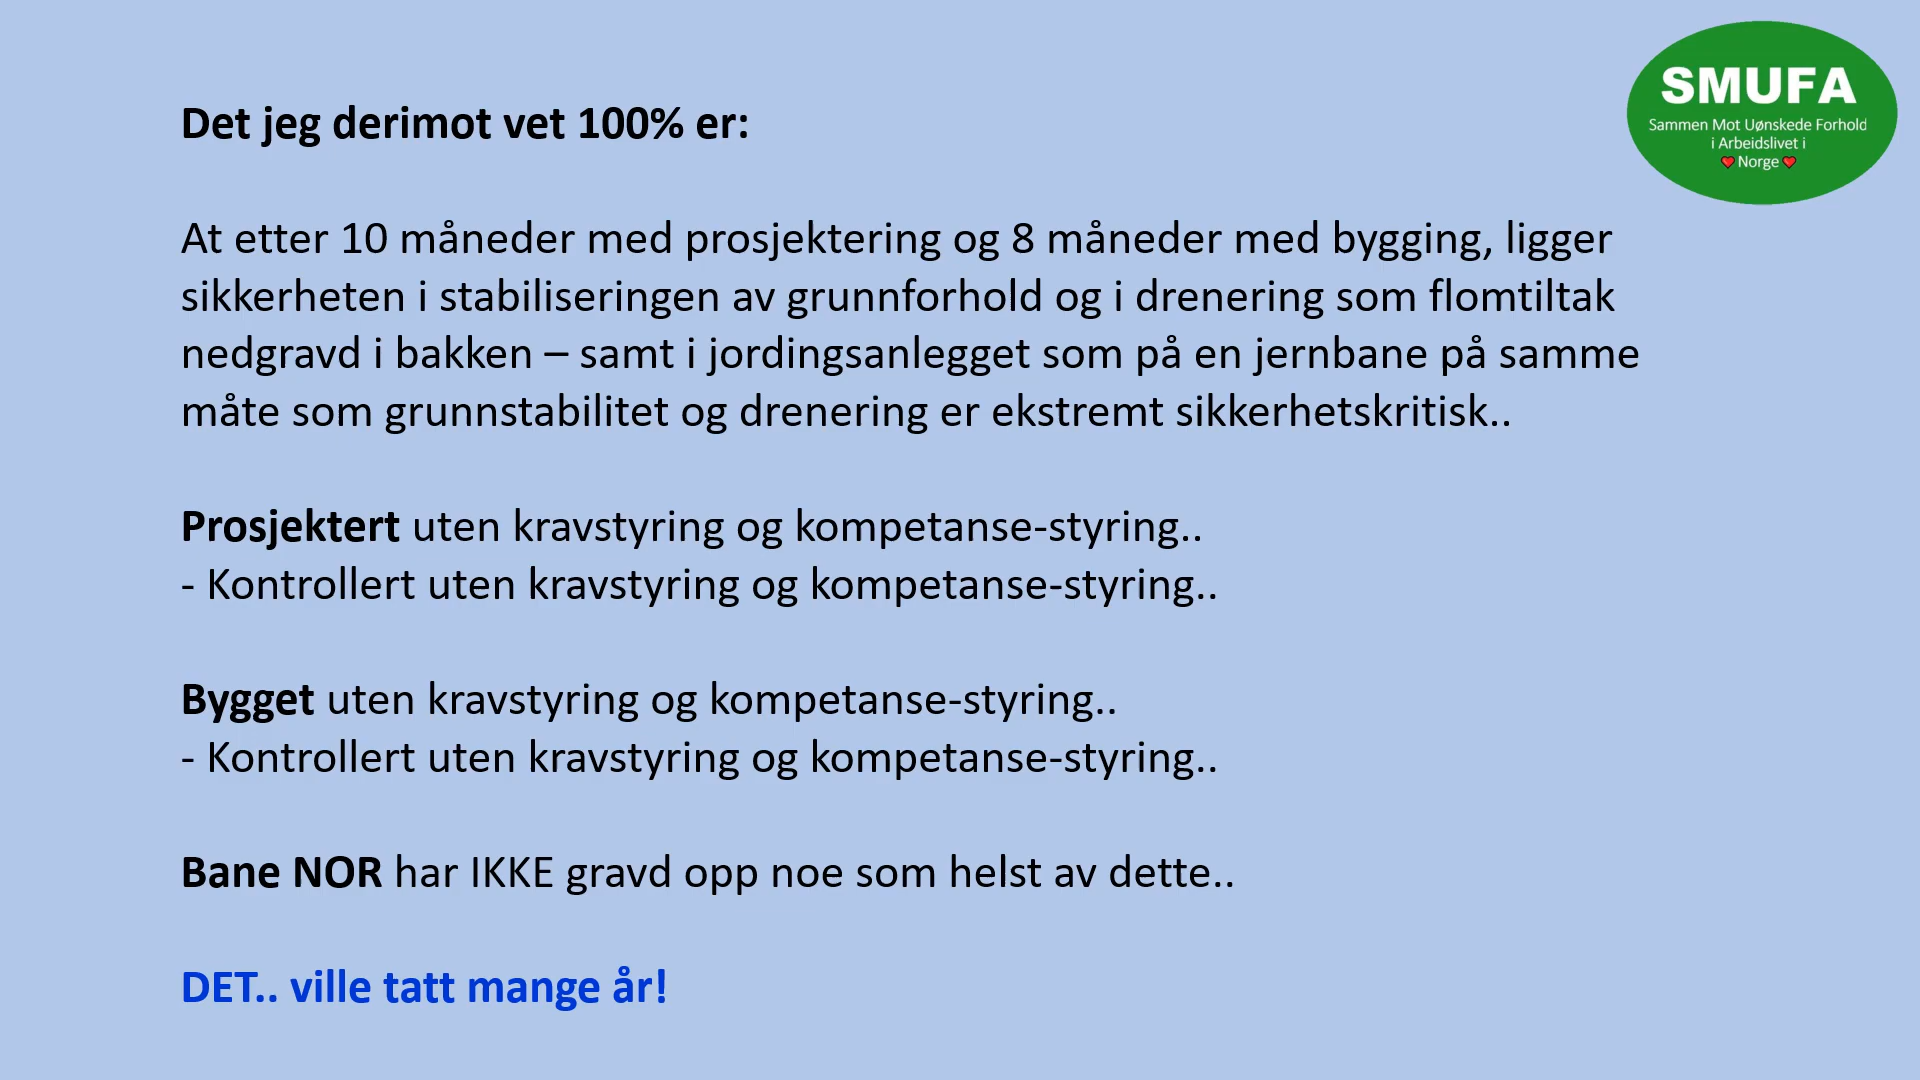 SMUFA
Sammen Mot Uønskede Forhold
i Arbeidslivet i
Norge
Det jeg derimot vet 100% er:
At etter 10 måneder med prosjektering og 8 måneder med bygging, ligger
sikkerheten i stabiliseringen av grunnforhold og i drenering som flomtiltak
nedgravd i bakken – samt i jordingsanlegget som på en jernbane på samme
måte som grunnstabilitet og drenering er ekstremt sikkerhetskritisk..
Prosjektert uten kravstyring og kompetanse-styring..
- Kontrollert uten kravstyring og kompetanse-styring..
Bygget uten kravstyring og kompetanse-styring..
- Kontrollert uten kravstyring og kompetanse-styring..
Bane NOR har IKKE gravd opp noe som helst av dette..
DET.. ville tatt mange år!